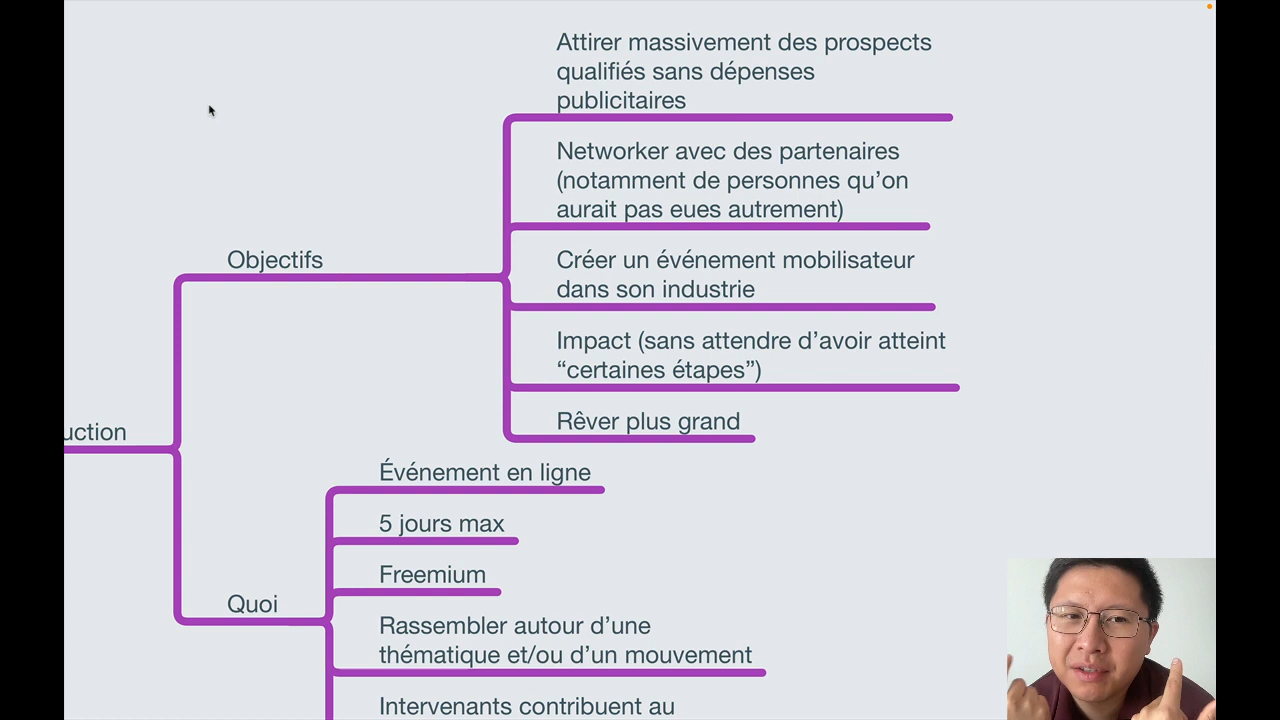 Attirer massivement des prospects
qualifiés sans dépenses
publicitaires
Networker avec des partenaires
(notamment de personnes qu’on
aurait pas eues autrement)
Objectifs
Créer un événement mobilisateur
dans son industrie
Impact (sans attendre d’avoir atteint
“certaines étapes”)
Rêver plus grand
uction
Événement en ligne
5 jours max
Freemium
Quoi
Rassembler autour d’une
thématique et/ou d’un mouvement
Intervenants contribuent au